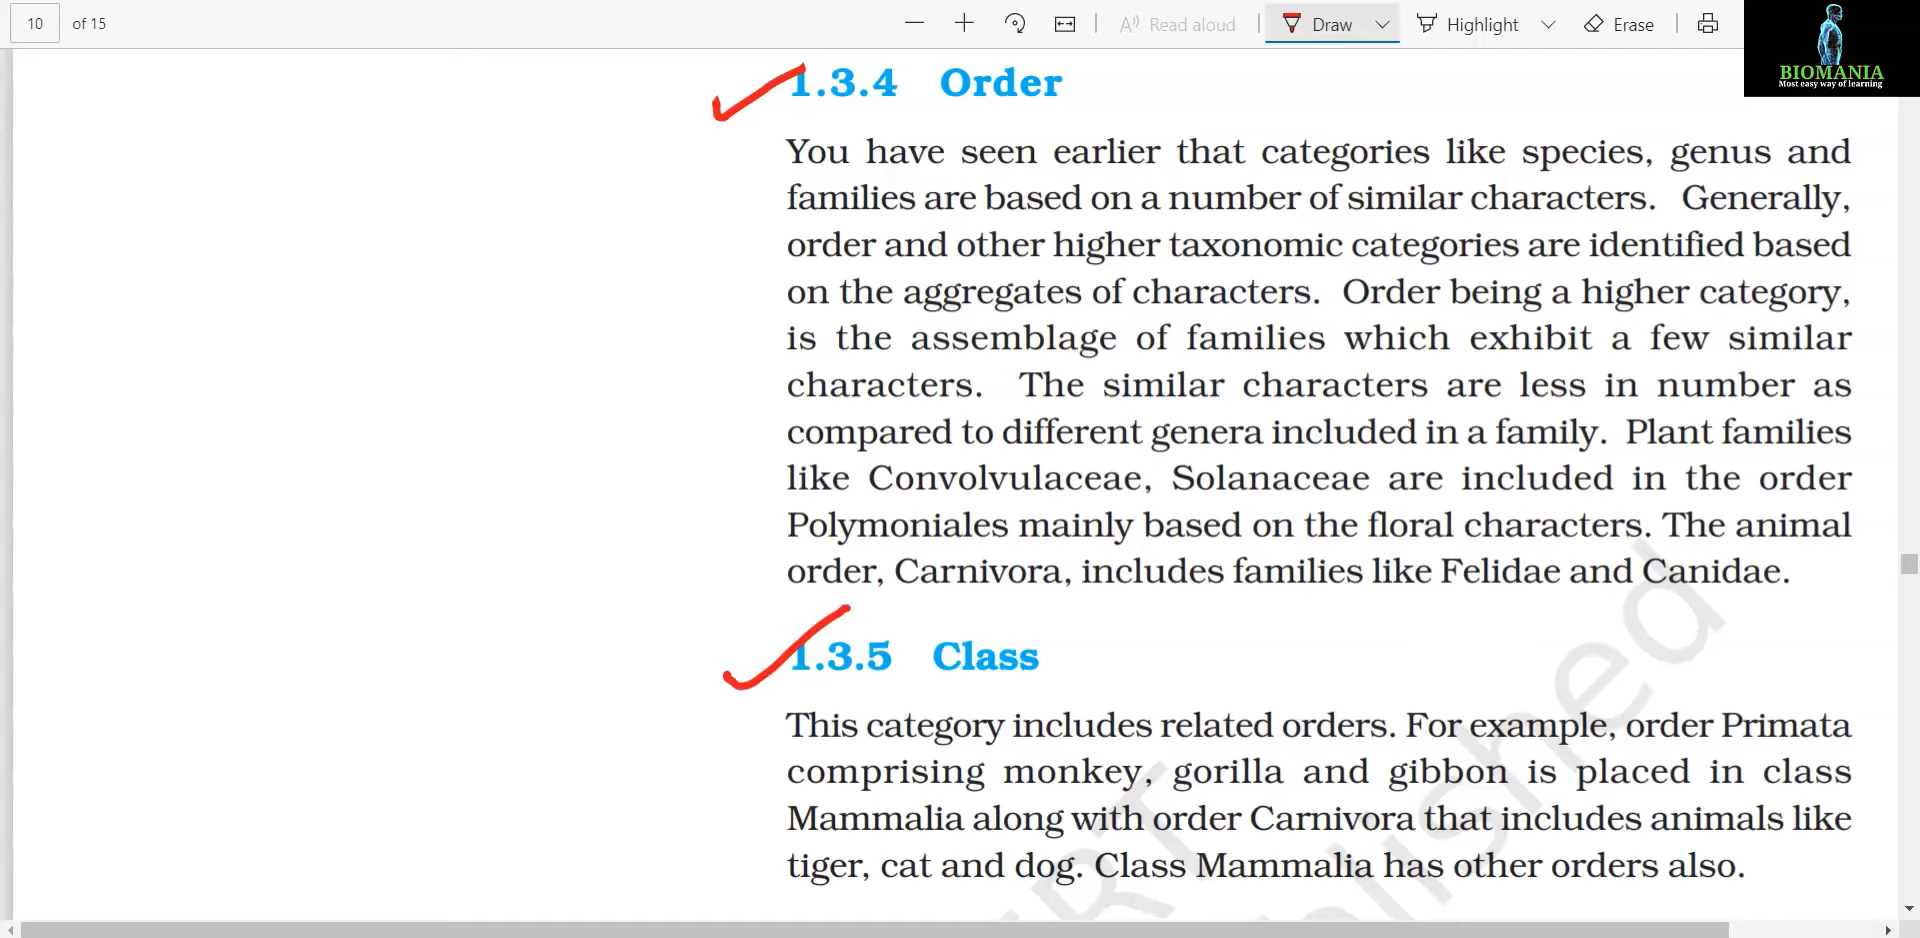 10 of 15 Read aloud Draw Highlight Erase
BIOMANIA
Most easy way of learning
1.3.4 Order
You have seen earlier that categories like species, genus and
families are based on a number of similar characters. Generally,
order and other higher taxonomic categories are identified based
on the aggregates of characters. Order being a higher category,
is the assemblage of families which exhibit a few similar
characters. The similar characters are less in number as
compared to different genera included in a family. Plant families
like Convolvulaceae, Solanaceae are included in the order
Polymoniales mainly based on the floral characters. The animal
order, Carnivora, includes families like Felidae and Canidae.
1.3.5 Class
This category includes related orders. For example, order Primata
comprising monkey, gorilla and gibbon is placed in class
Mammalia along with order Carnivora that includes animals like
tiger, cat and dog. Class Mammalia has other orders also.